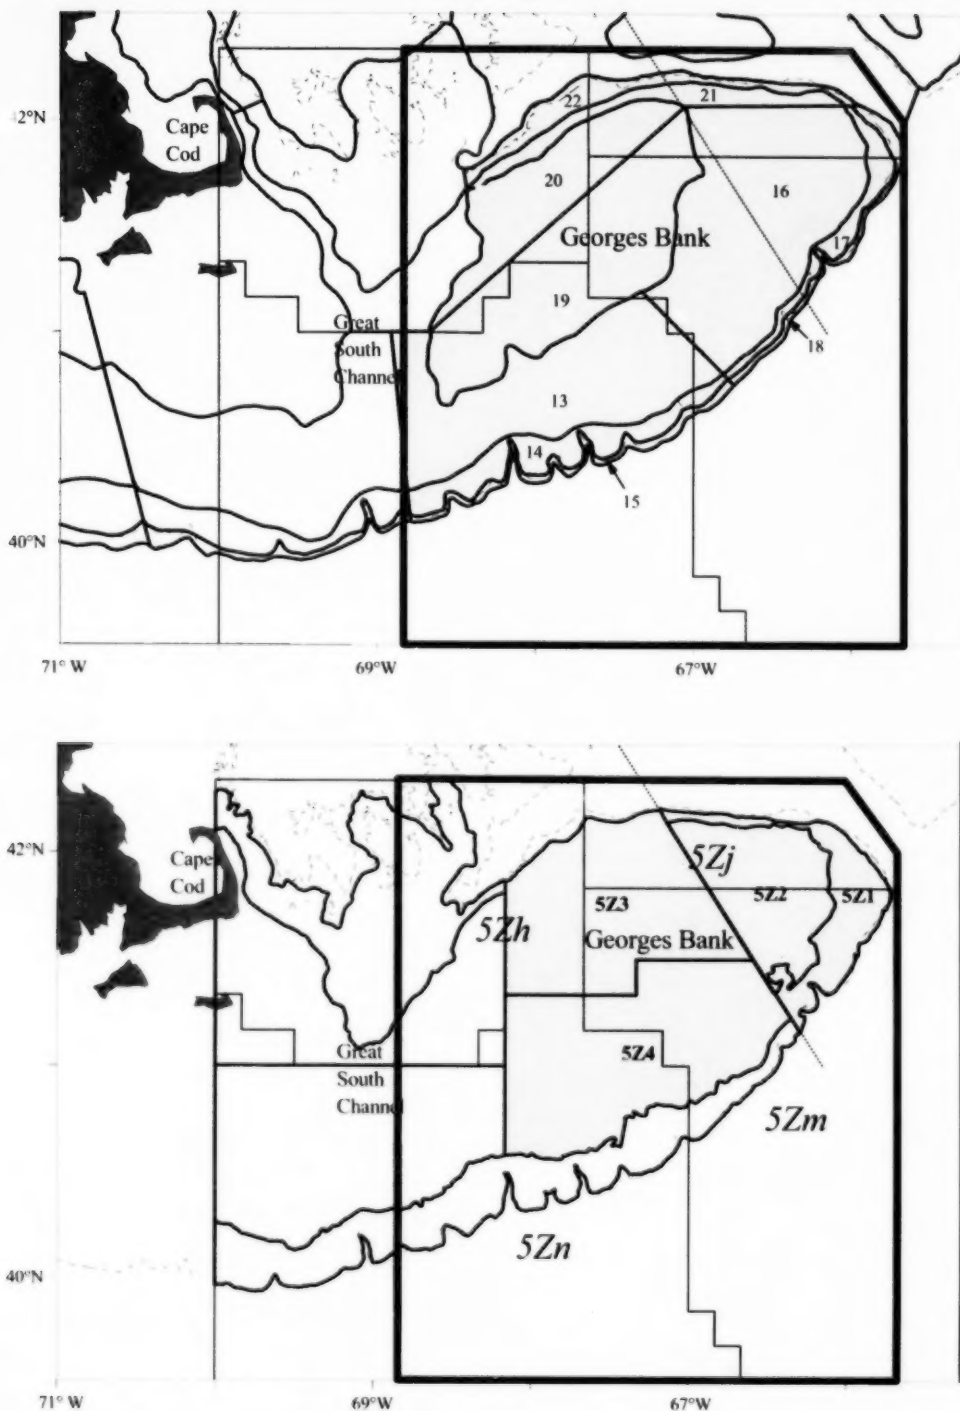 22
21
42°N
Cape
Cod
20
16
Georges Bank
17
19
Great
South
Channel
18
13
14
15
40°N
71° W
69°W
67°W
5Zj
42°N
Cape
Cod
5Z3
5Z2
5Z1
5Zh
Georges Bank
Great
South
Channel
5Z4
5Zm
5Zn
40°N
71° W
69°W
67°W